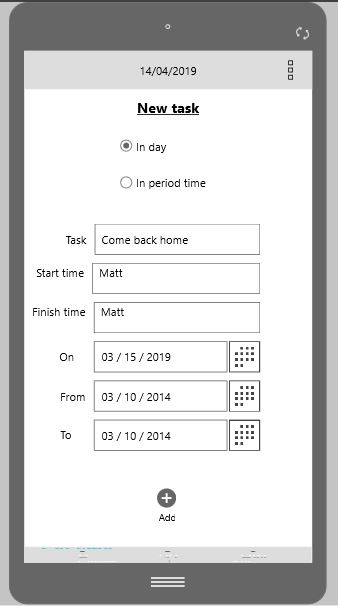 14/04/2019
New task
In day
In period time
Task Come back home
Start time Matt
Finish time Matt
On 03 / 15 / 2019
From 03 / 10 / 2014
To 03 / 10 / 2014
Add